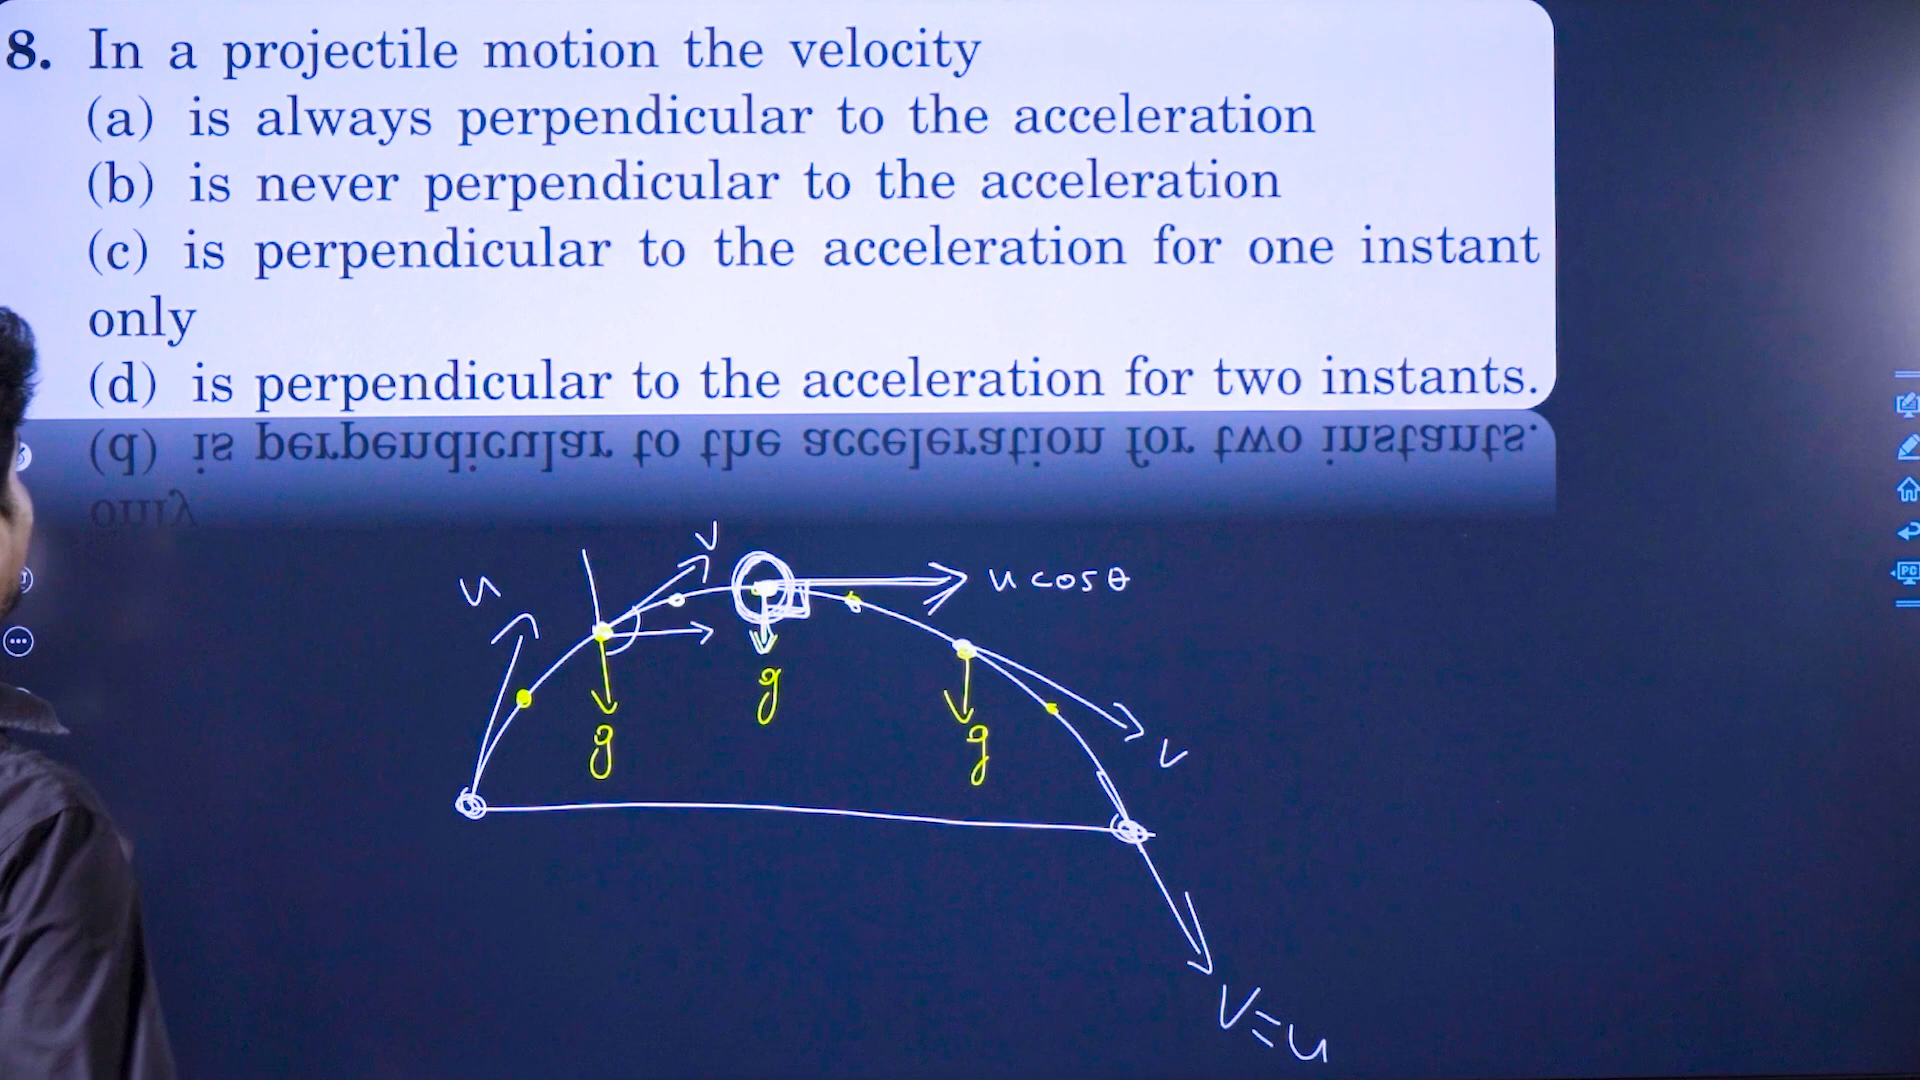 8. In a projectile motion the velocity
(a) is always perpendicular to the acceleration
(b) is never perpendicular to the acceleration
(c) is perpendicular to the acceleration for one instant
only
(d) is perpendicular to the acceleration for two instants.
(d) is perpendicular to the acceleration for two instants.
only
v
u
u cosθ
g
g
g
v
V=u
PC